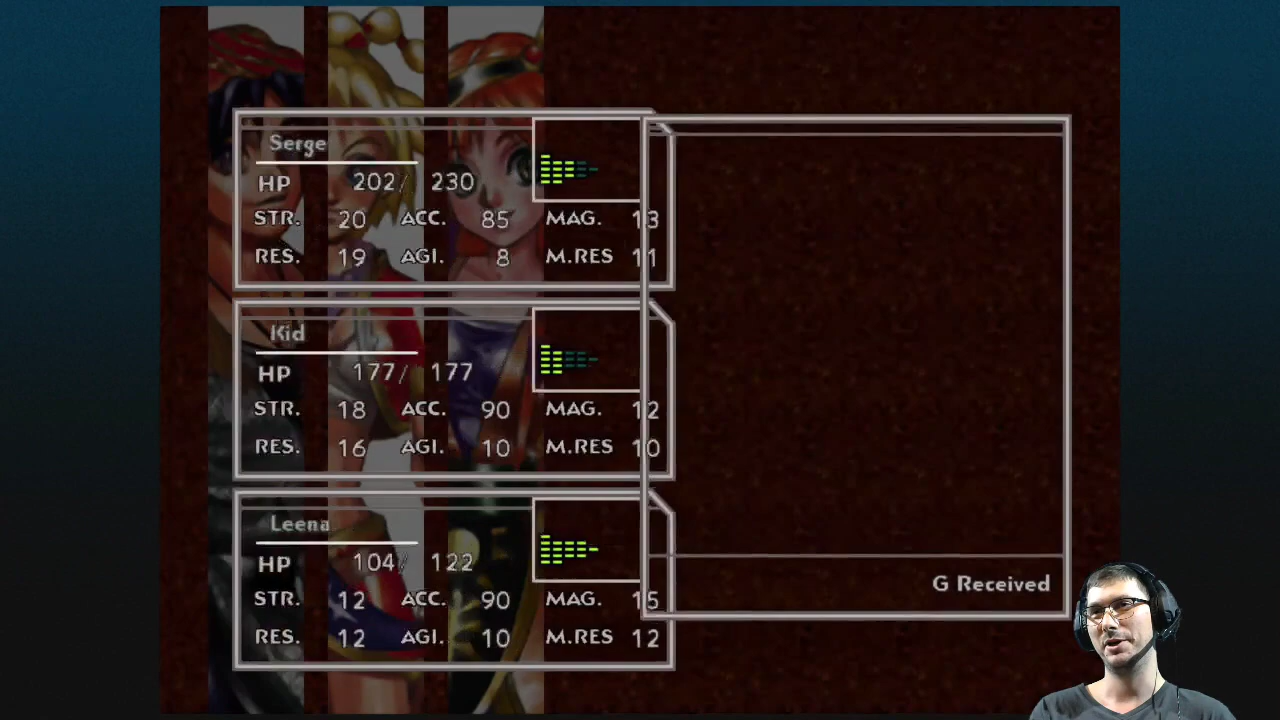 Serge
HP 202/ 230
STR. 20 ACC. 85 MAG. 13
RES. 19 AGI. 8 M.RES 11
Kid
HP 177/ 177
STR. 18 ACC. 90 MAG. 12
RES. 16 AGI. 10 M.RES 10
Leena
HP 104/ 122
STR. 12 ACC. 90 MAG. 15
RES. 12 AGI. 10 M.RES 12
G Received